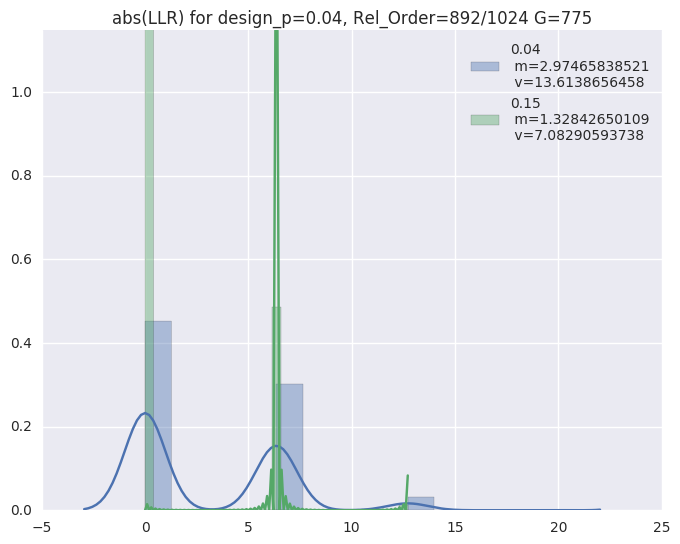 abs(LLR) for design_p=0.04, Rel_Order=892/1024 G=775
0.04
m=2.97465838521
v=13.6138656458
0.15
m=1.32842650109
v=7.08290593738
1.0
0.8
0.6
0.4
0.2
0.0
−5 0 5 10 15 20 25